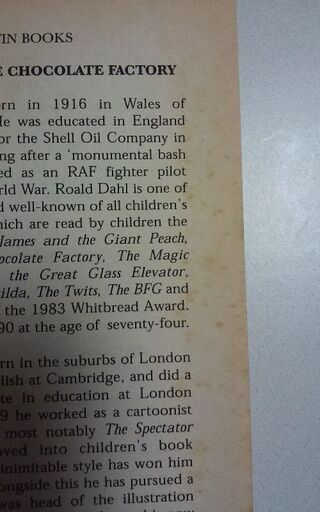 FIN BOOKS
E CHOCOLATE FACTORY
orn in 1916 in Wales of
He was educated in England
or the Shell Oil Company in
ng after a 'monumental bash
ed as an RAF fighter pilot
orld War. Roald Dahl is one of
d well-known of all children's
hich are read by children the
James and the Giant Peach,
ocolate Factory, The Magic
the Great Glass Elevator,
ilda, The Twits, The BFG and
the 1983 Whitbread Award.
90 at the age of seventy-four.
rn in the suburbs of London
lish at Cambridge, and did a
te in education at London
9 he worked as a cartoonist
most notably The Spectator
oved into children's book
inimitable style has won him
longside this he has pursued a
was head of the illustration